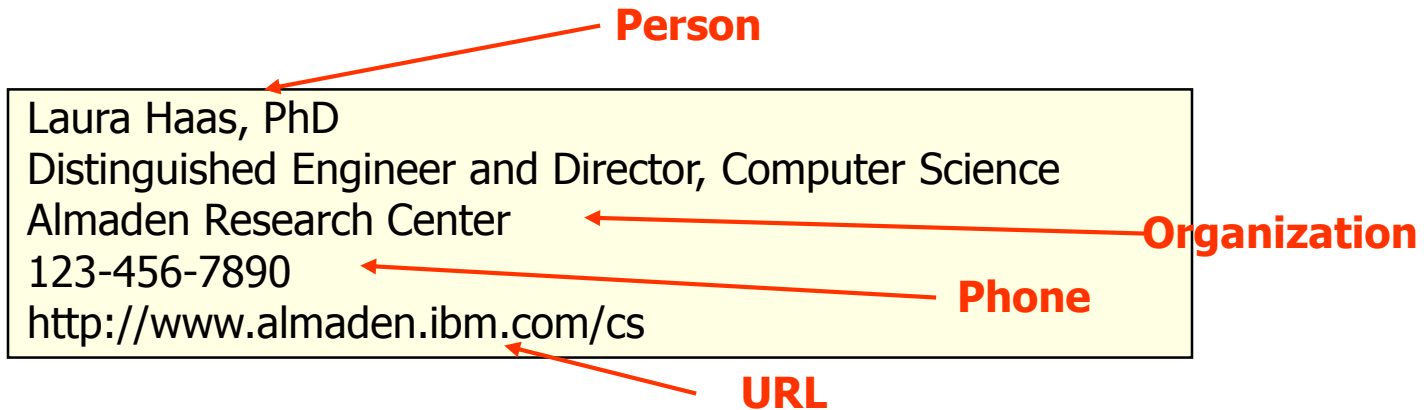 Person
Laura Haas, PhD
Distinguished Engineer and Director, Computer Science
Almaden Research Center
Organization
123-456-7890
Phone
http://www.almaden.ibm.com/cs
URL